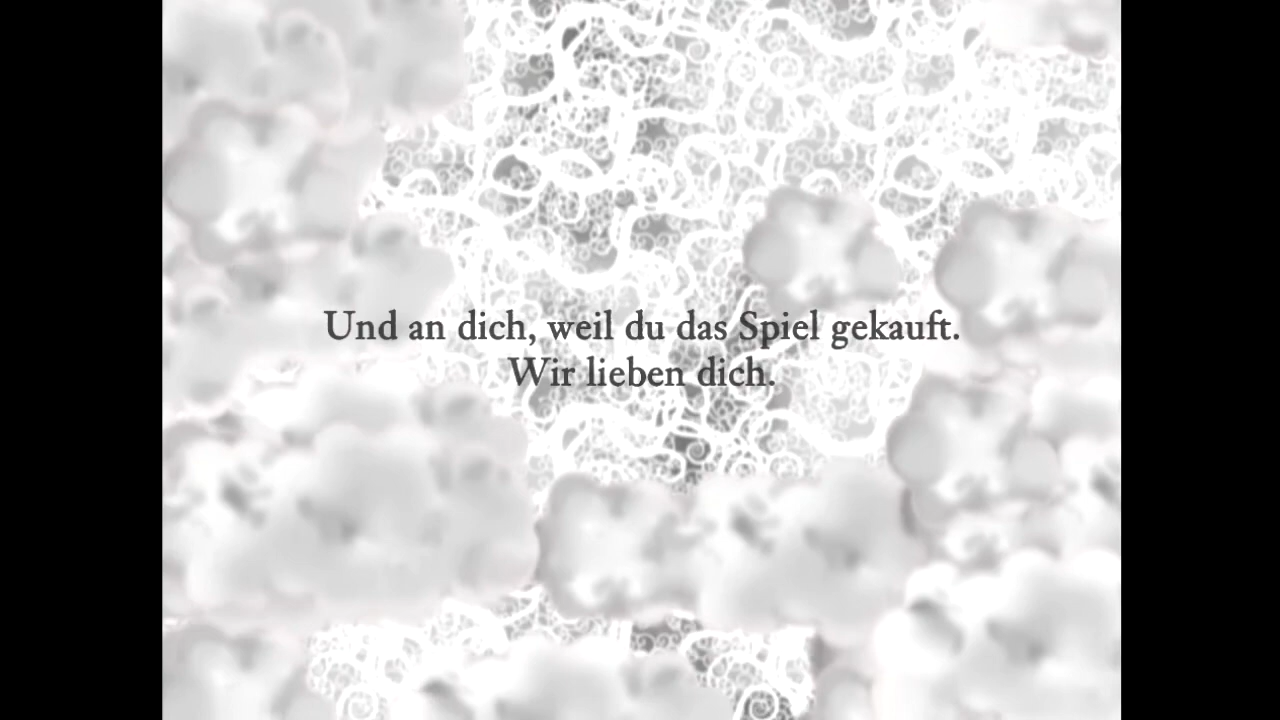 Und an dich, weil du das Spiel gekauft.
Wir lieben dich.